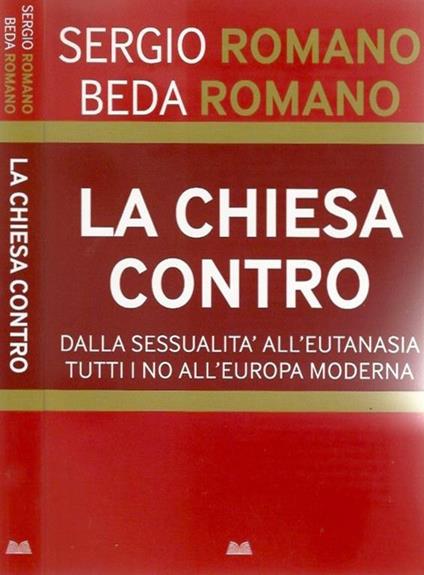 SERGIO ROMANO
BEDA ROMANO
LA CHIESA CONTRO
SERGIO ROMANO
BEDA ROMANO
LA CHIESA
CONTRO
DALLA SESSUALITA' ALL'EUTANASIA
TUTTI I NO ALL'EUROPA MODERNA